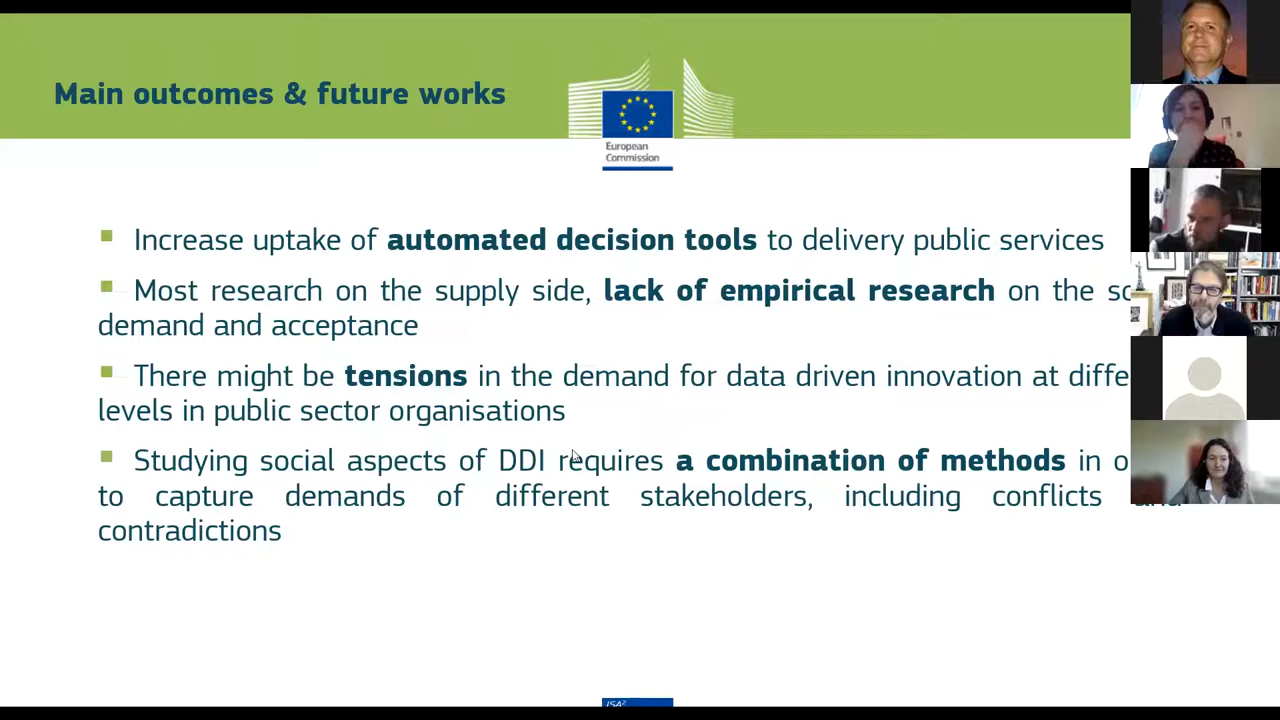 Main outcomes & future works
European
Commission
Increase uptake of automated decision tools to delivery public services
Most research on the supply side, lack of empirical research on the
demand and acceptance
There might be tensions in the demand for data driven innovation at
levels in public sector organisations
Studying social aspects of DDI requires a combination of methods in
to capture demands of different stakeholders, including conflicts
contradictions
ISA²